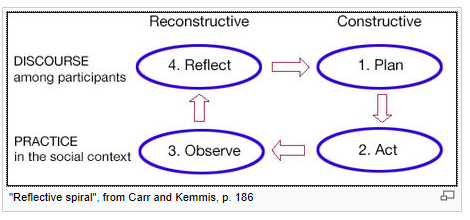 Reconstructive Constructive
DISCOURSE
among participants
4. Reflect
1. Plan
PRACTICE
in the social context
3. Observe
2. Act
"Reflective spiral", from Carr and Kemmis, p. 186